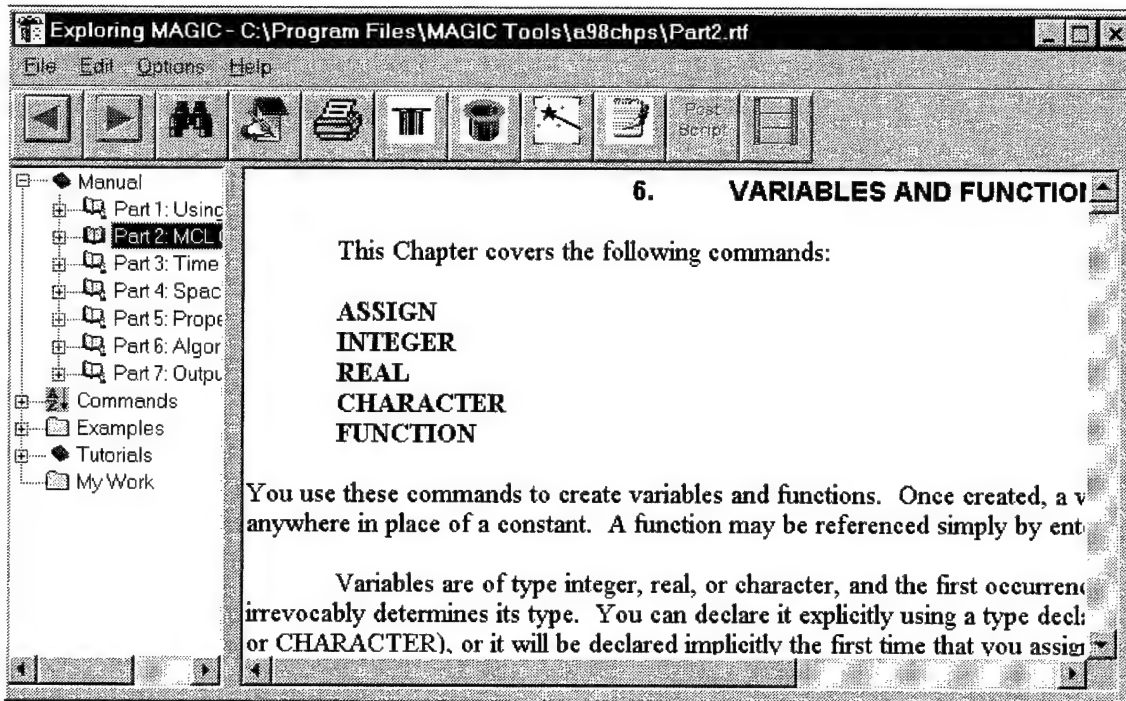 Exploring MAGIC - C:\Program Files\MAGIC Tools\a98chps\Part2.rtf
File Edit Options Help
Post
Script
Manual
Part 1: Using
Part 2: MCL
Part 3: Time
Part 4: Spac
Part 5: Prope
Part 6: Algor
Part 7: Outpu
Commands
Examples
Tutorials
My Work
6. VARIABLES AND FUNCTION
This Chapter covers the following commands:
ASSIGN
INTEGER
REAL
CHARACTER
FUNCTION
You use these commands to create variables and functions. Once created, a v
anywhere in place of a constant. A function may be referenced simply by ent
Variables are of type integer, real, or character, and the first occurrenc
irrevocably determines its type. You can declare it explicitly using a type decl
or CHARACTER), or it will be declared implicitly the first time that you assig